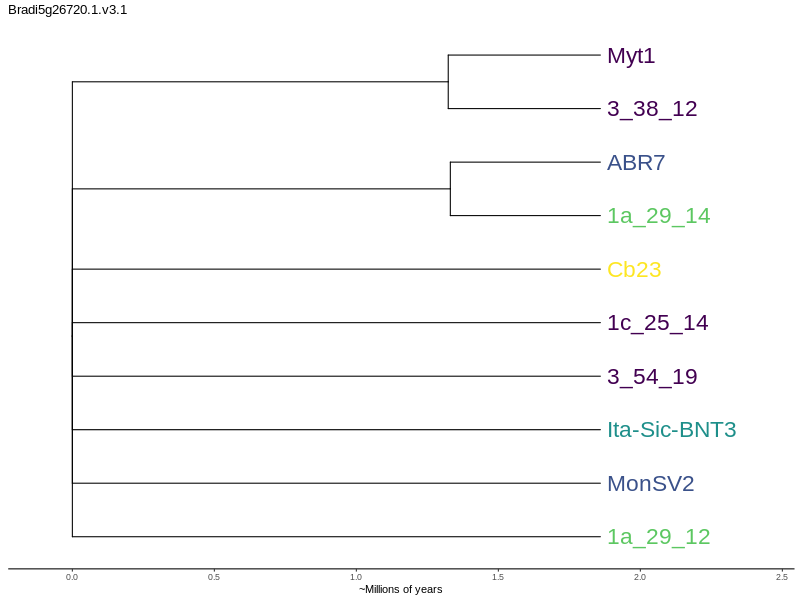 Bradi5g26720.1.v3.1
Myt1
3_38_12
ABR7
1a_29_14
Cb23
1c_25_14
3_54_19
Ita-Sic-BNT3
MonSV2
1a_29_12
0.0 0.5 1.0 1.5 2.0 2.5
~Millions of years